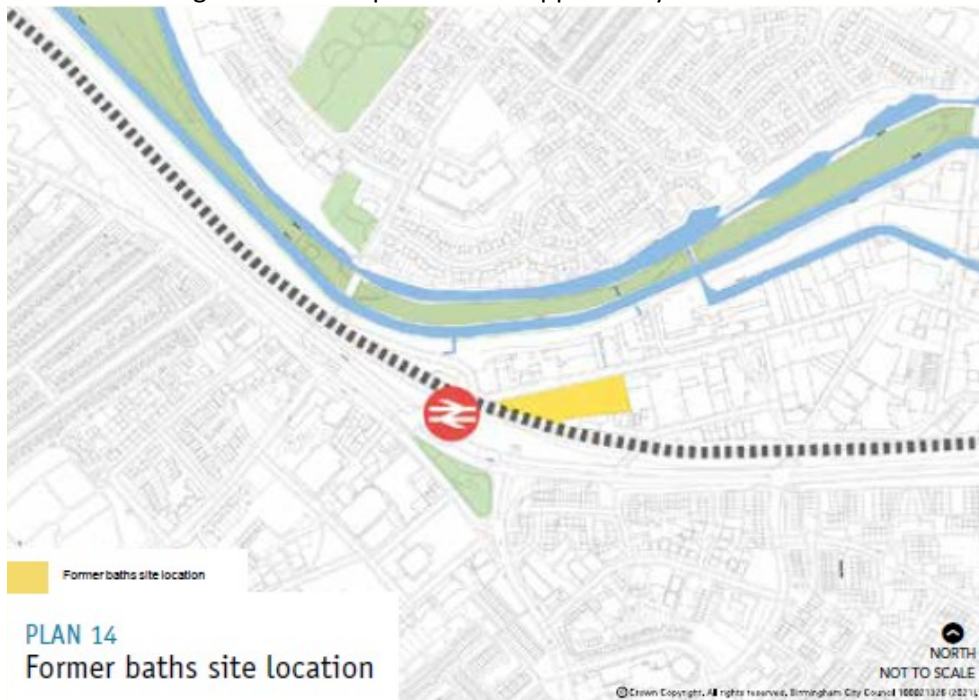 Former baths site location
PLAN 14
Former baths site location
NORTH
NOT TO SCALE
© Crown Copyright, All rights reserved, Birmingham City Council